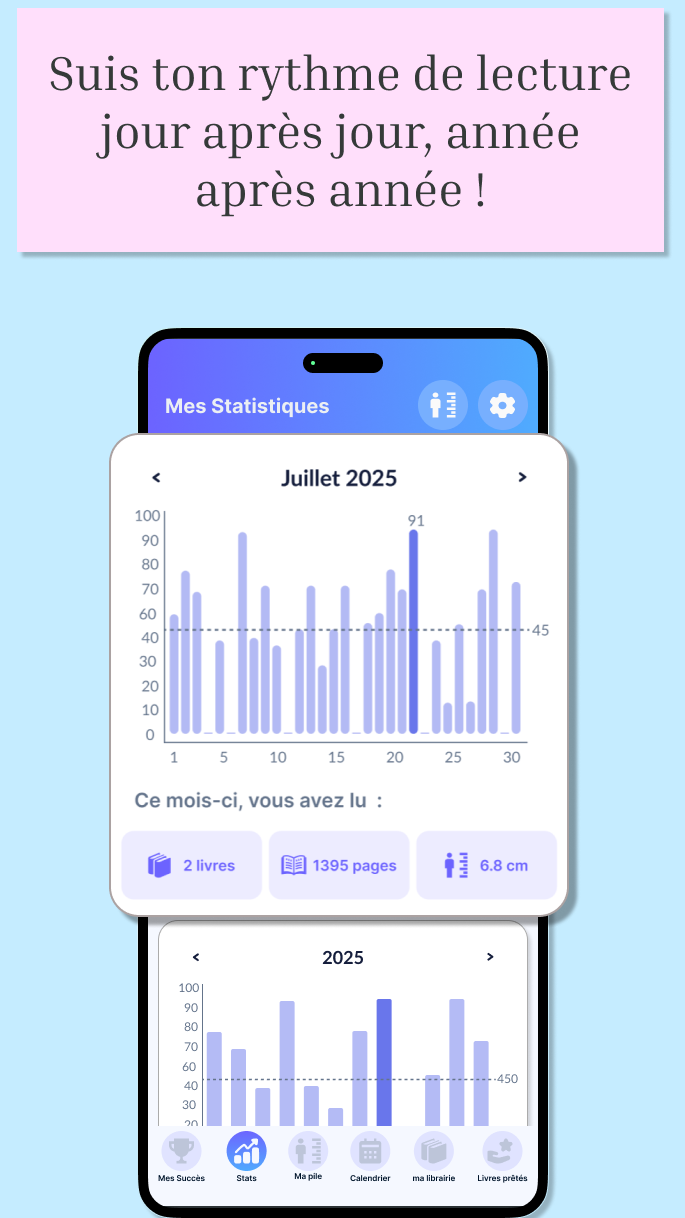 Suis ton rythme de lecture
jour après jour, année
après année !
Mes Statistiques
< Juillet 2025 >
91
100
90
80
70
60
40
30
20
10
0
45
1 5 10 15 20 25 30
Ce mois-ci, vous avez lu :
2 livres 1395 pages 6.8 cm
< 2025 >
100
90
80
70
60
40
30
20
450
Mes Succès Stats Ma pile Calendrier ma librairie Livres prêtés